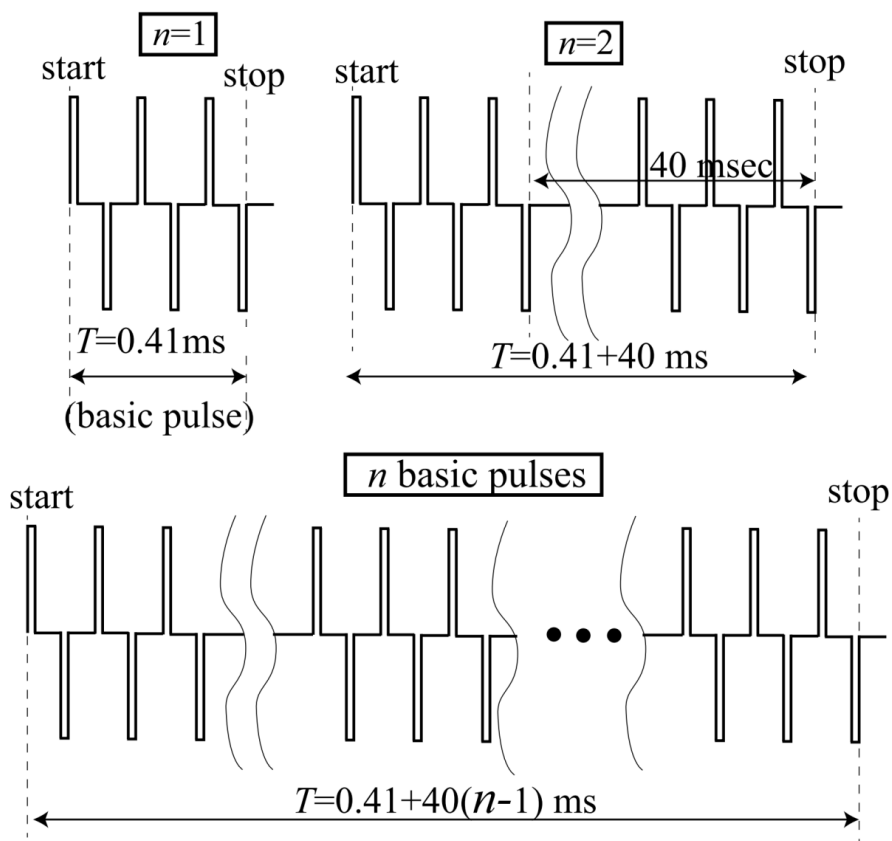 n=1
start
stop
T=0.41ms
(basic pulse)
n=2
start
stop
40 msec
T=0.41+40 ms
n basic pulses
start
stop
T=0.41+40(n-1) ms